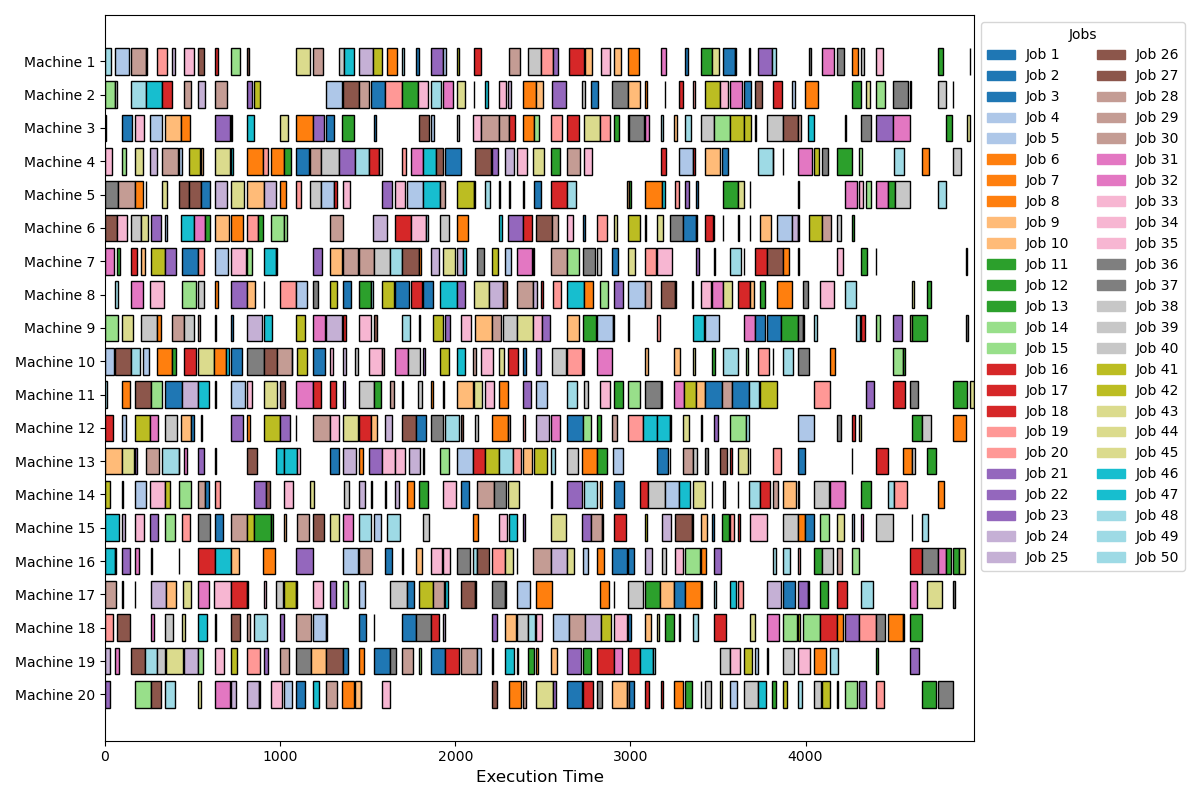 Machine 1
Machine 2
Machine 3
Machine 4
Machine 5
Machine 6
Machine 7
Machine 8
Machine 9
Machine 10
Machine 11
Machine 12
Machine 13
Machine 14
Machine 15
Machine 16
Machine 17
Machine 18
Machine 19
Machine 20
0 1000 2000 3000 4000
Execution Time
Jobs
Job 1
Job 2
Job 3
Job 4
Job 5
Job 6
Job 7
Job 8
Job 9
Job 10
Job 11
Job 12
Job 13
Job 14
Job 15
Job 16
Job 17
Job 18
Job 19
Job 20
Job 21
Job 22
Job 23
Job 24
Job 25
Job 26
Job 27
Job 28
Job 29
Job 30
Job 31
Job 32
Job 33
Job 34
Job 35
Job 36
Job 37
Job 38
Job 39
Job 40
Job 41
Job 42
Job 43
Job 44
Job 45
Job 46
Job 47
Job 48
Job 49
Job 50